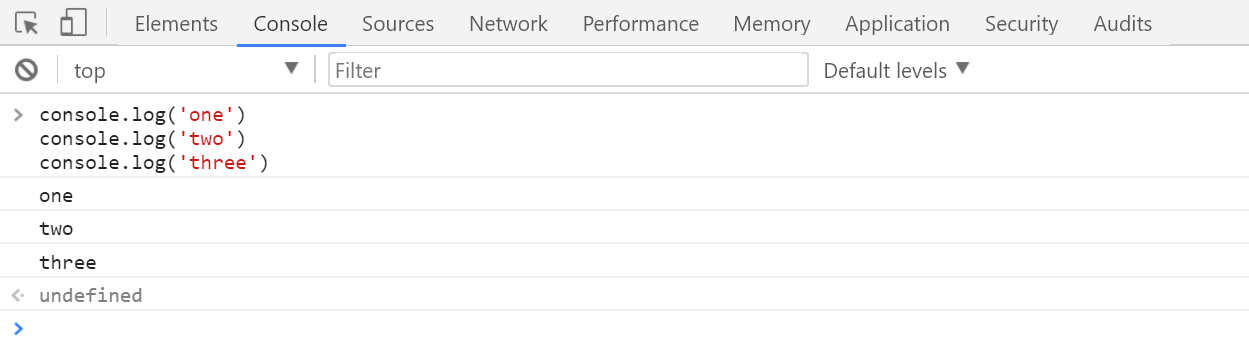 Elements Console Sources Network Performance Memory Application Security Audits
top Filter Default levels
console.log('one')
console.log('two')
console.log('three')
one
two
three
undefined